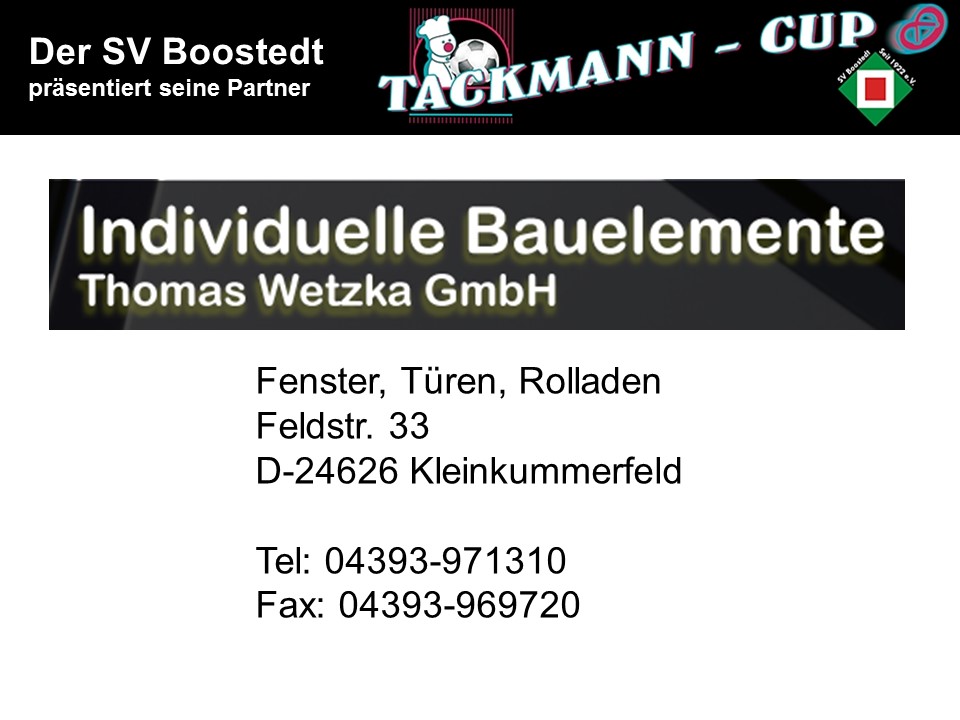 Der SV Boostedt
präsentiert seine Partner
TACKMANN - CUP
SV Boostedt Seit 1922 e.V.
Individuelle Bauelemente
Thomas Wetzka GmbH
Fenster, Türen, Rolladen
Feldstr. 33
D-24626 Kleinkummerfeld
Tel: 04393-971310
Fax: 04393-969720